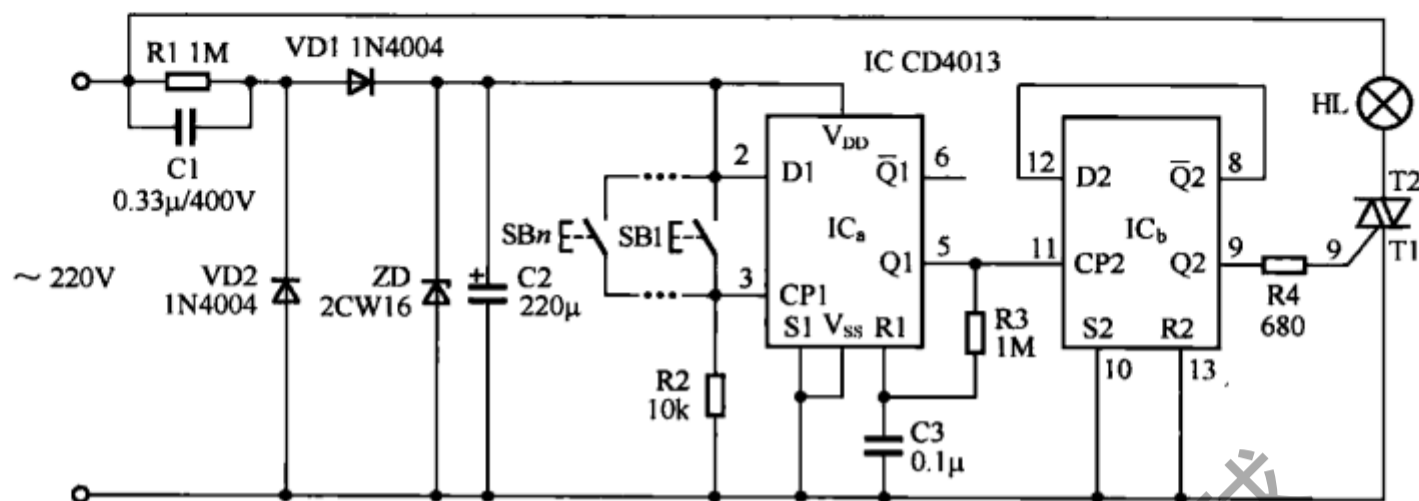 R1 1M
VD1 1N4004
IC CD4013
C1
0.33μ/400V
~ 220V
VD2
1N4004
ZD
2CW16
+
C2
220μ
SBn
SB1
2
3
VDD
D1
Q̅1
ICa
Q1
CP1
S1
VSS
R1
6
5
R2
10k
R3
1M
C3
0.1μ
12
11
D2
Q̅2
ICb
CP2
Q2
S2
R2
10
13
8
9
R4
680
9
HL
T2
T1